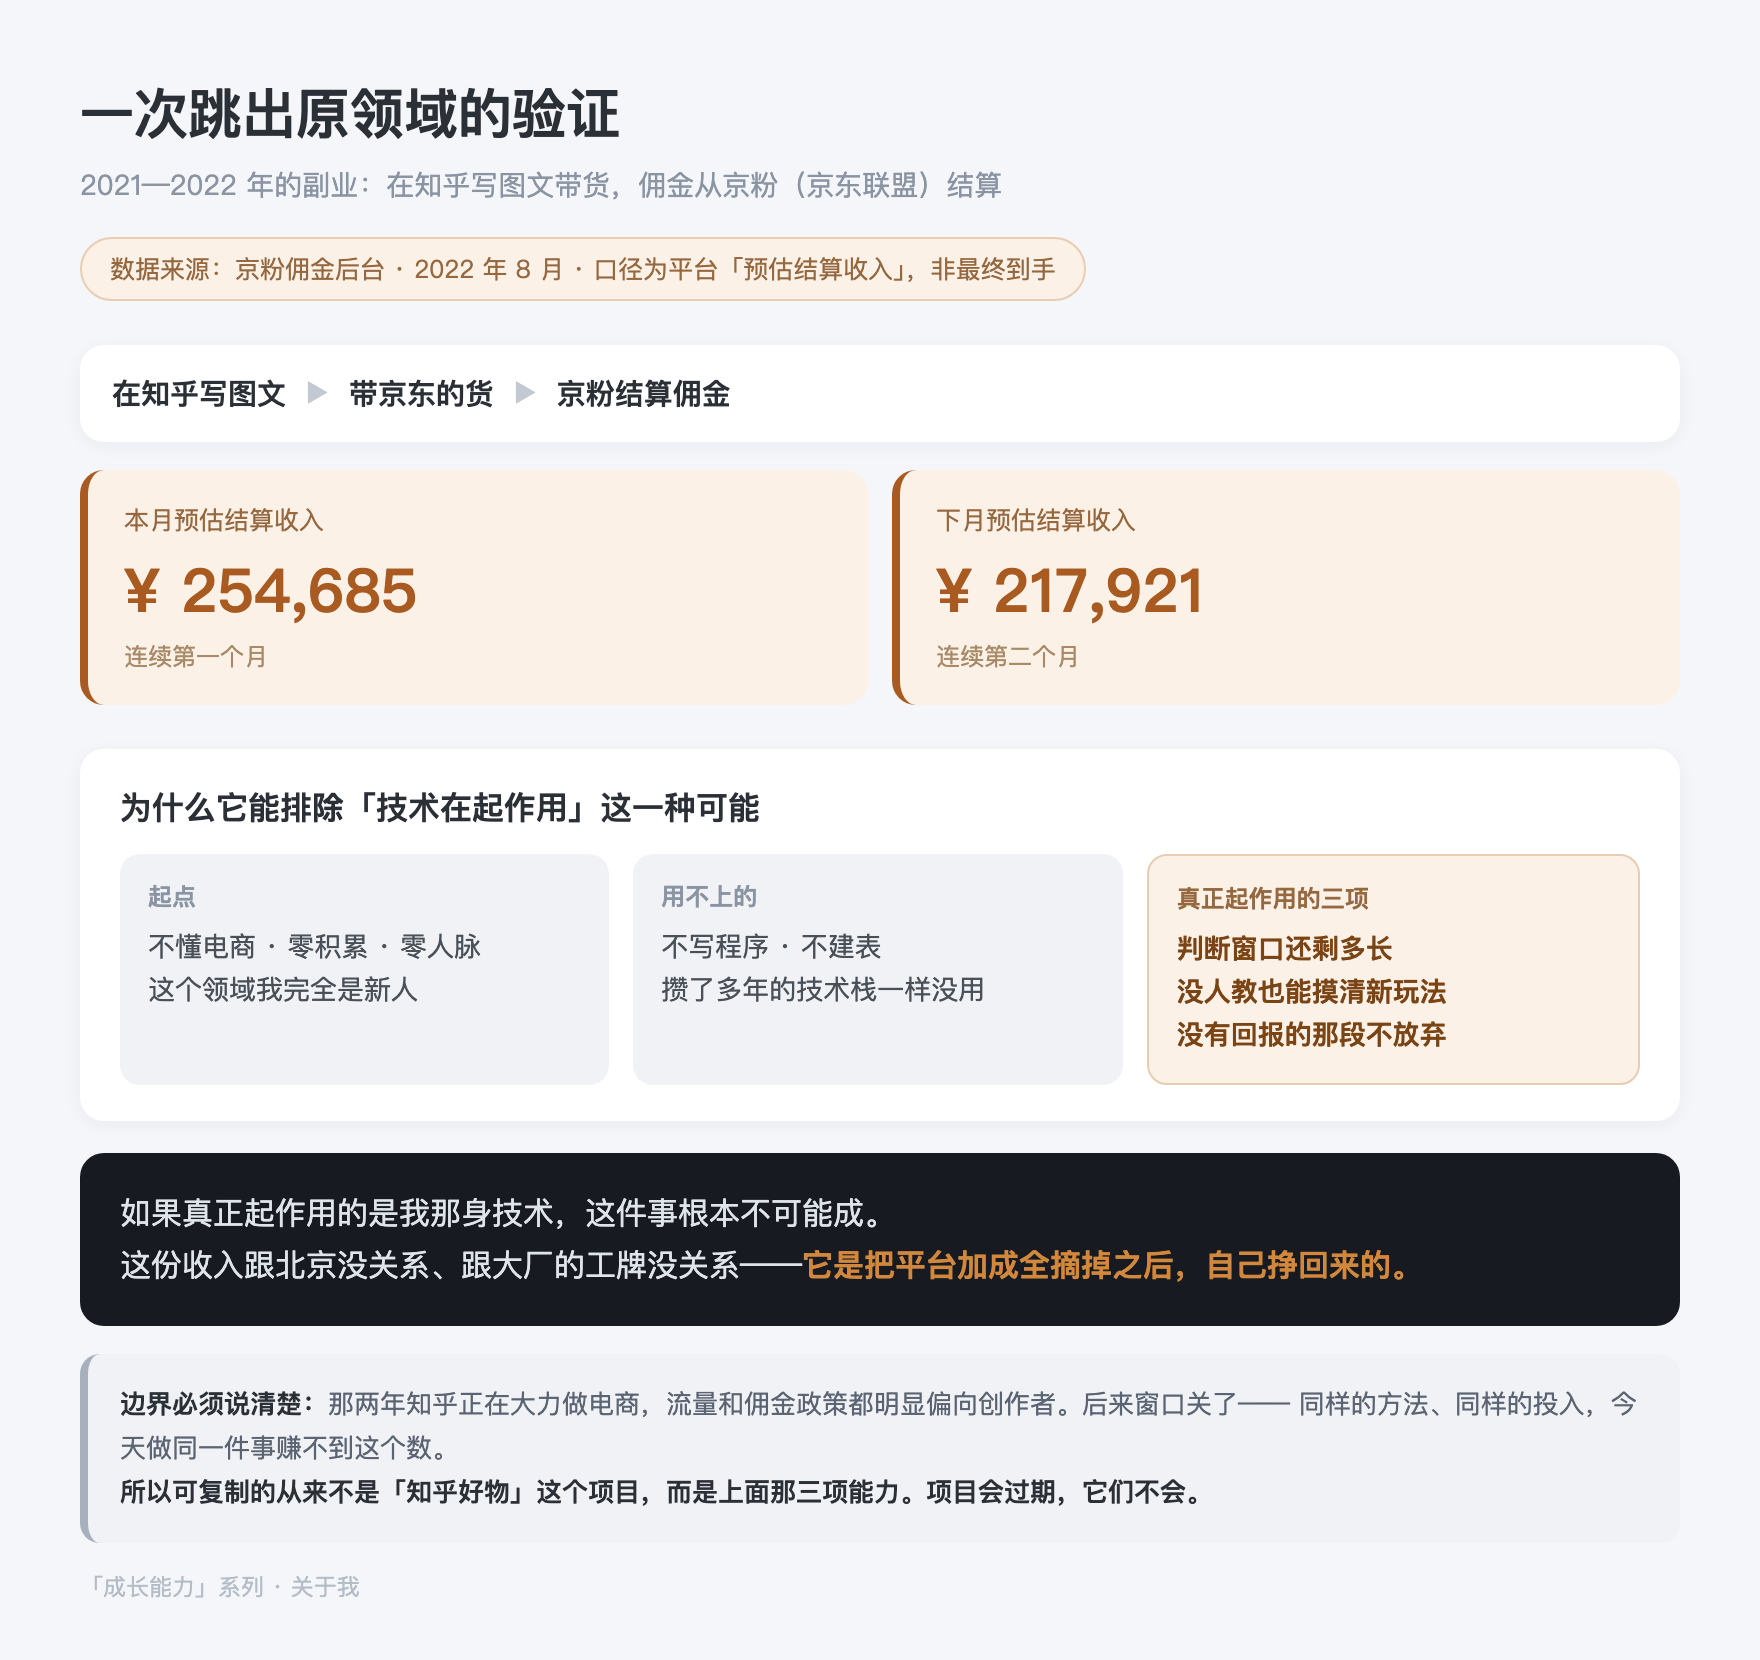 一次跳出原领域的验证
2021—2022 年的副业：在知乎写图文带货，佣金从京粉（京东联盟）结算
数据来源：京粉佣金后台 · 2022 年 8 月 · 口径为平台「预估结算收入」，非最终到手
在知乎写图文 ▶ 带京东的货 ▶ 京粉结算佣金
本月预估结算收入
¥ 254,685
连续第一个月
下月预估结算收入
¥ 217,921
连续第二个月
为什么它能排除「技术在起作用」这一种可能
起点
不懂电商 · 零积累 · 零人脉
这个领域我完全是新人
用不上的
不写程序 · 不建表
攒了多年的技术栈一样没用
真正起作用的三项
判断窗口还剩多长
没人教也能摸清新玩法
没有回报的那段不放弃
如果真正起作用的是我那身技术，这件事根本不可能成。
这份收入跟北京没关系、跟大厂的工牌没关系——它是把平台加成全摘掉之后，自己挣回来的。
边界必须说清楚：那两年知乎正在大力做电商，流量和佣金政策都明显偏向创作者。后来窗口关了—— 同样的方法、同样的投入，今
天做同一件事赚不到这个数。
所以可复制的从来不是「知乎好物」这个项目，而是上面那三项能力。项目会过期，它们不会。
「成长能力」系列 · 关于我